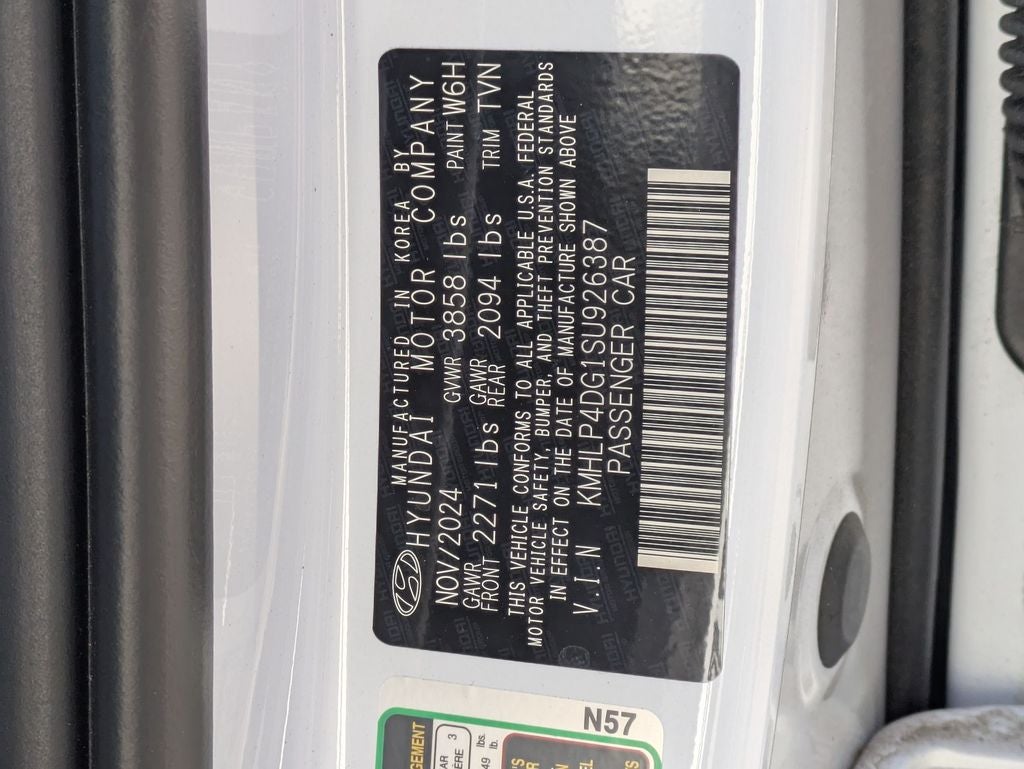 MANUFACTURED IN KOREA BY
HYUNDAI MOTOR COMPANY
NOV/2024 GVWR 3858 lbs PAINT W6H
GAWR FRONT 2271 lbs GAWR REAR 2094 lbs TRIM TVN
THIS VEHICLE CONFORMS TO ALL APPLICABLE U.S.A. FEDERAL
MOTOR VEHICLE SAFETY, BUMPER, AND THEFT PREVENTION STANDARDS
IN EFFECT ON THE DATE OF MANUFACTURE SHOWN ABOVE
V.I.N KMHLP4DG1SU926387
PASSENGER CAR
N57